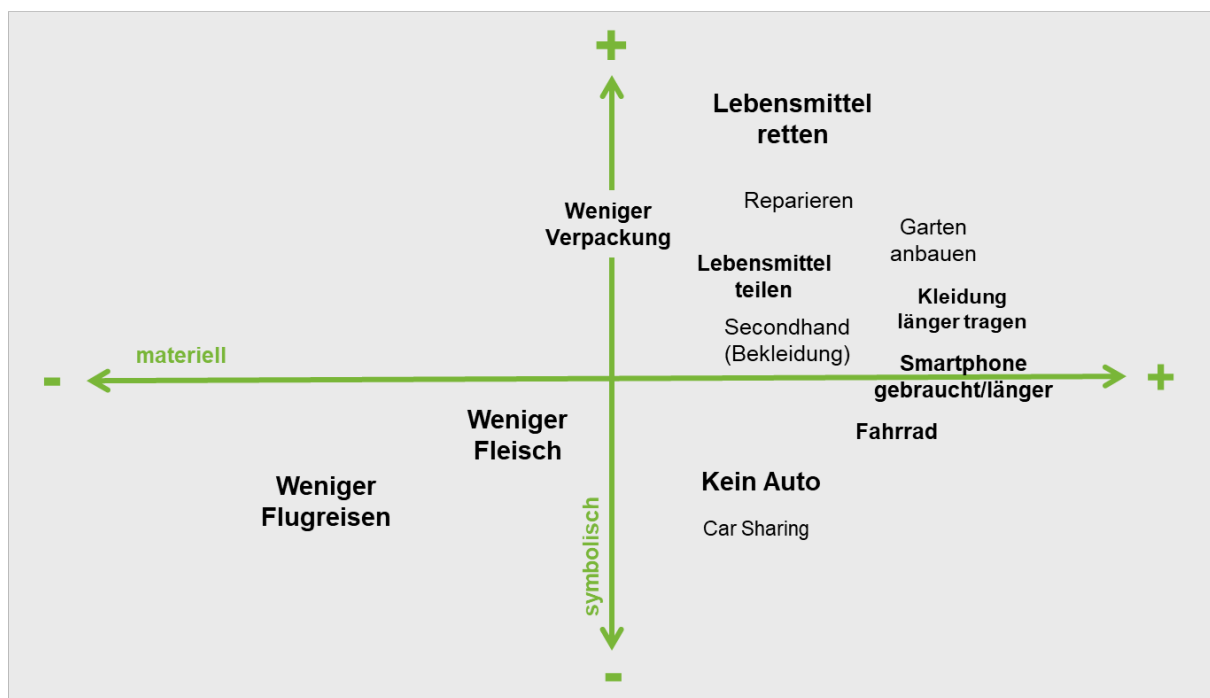 +
Lebensmittel
retten
Reparieren
Weniger
Verpackung
Garten
anbauen
Lebensmittel
teilen
Kleidung
länger tragen
Secondhand
(Bekleidung)
materiell
Smartphone
gebraucht/länger
-
+
Weniger
Fleisch
Fahrrad
Weniger
Flugreisen
Kein Auto
Car Sharing
symbolisch
-